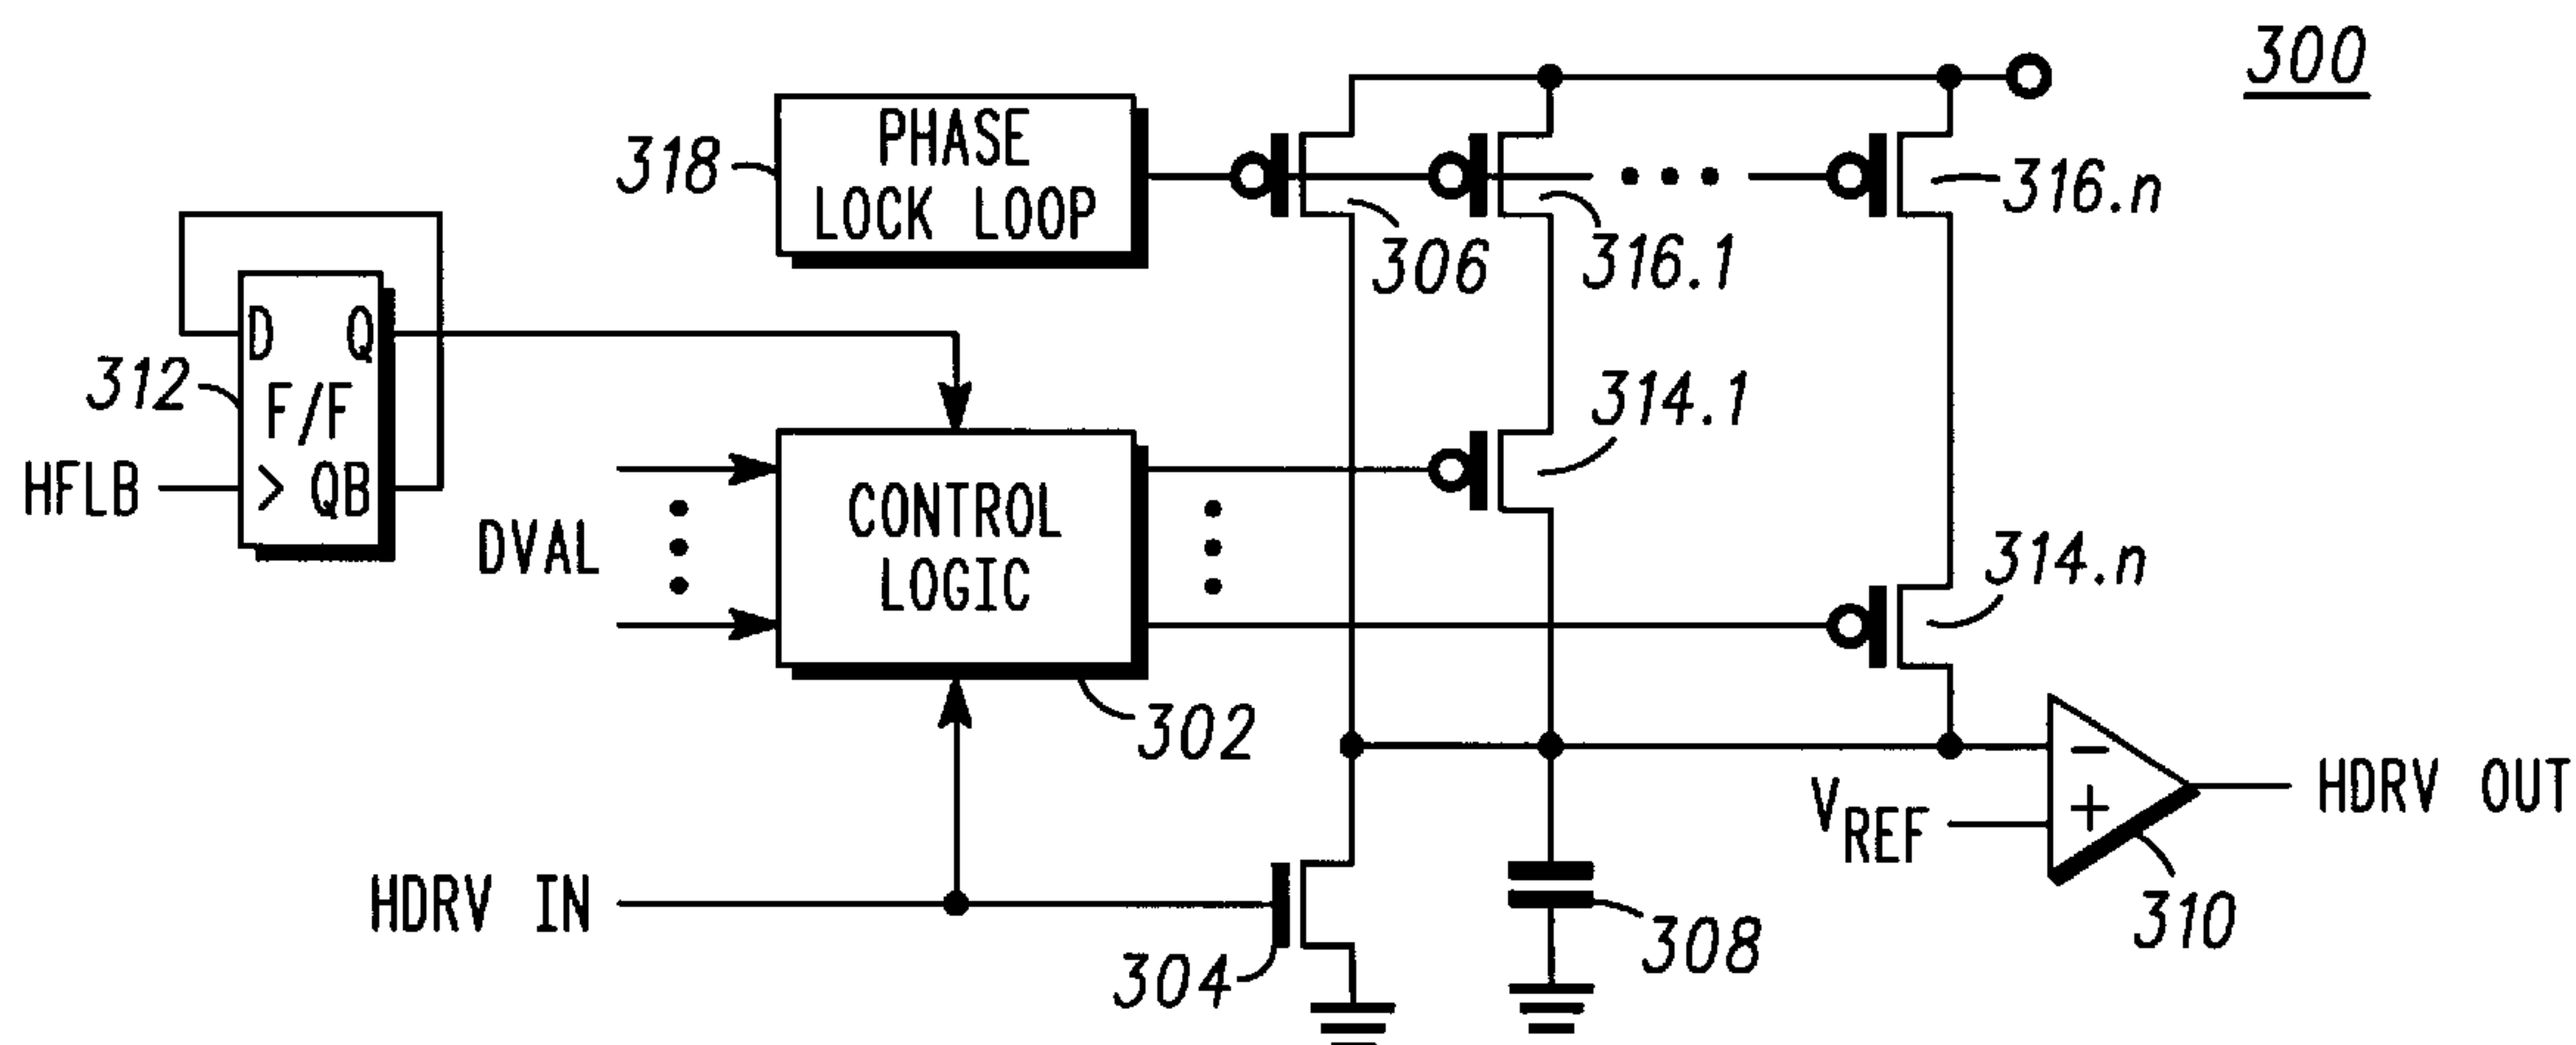 300
PHASE
LOCK LOOP
318
306
316.1
316.n
D Q
F/F
> QB
312
HFLB
DVAL
CONTROL
LOGIC
302
314.1
314.n
HDRV IN
304
308
VREF
−
+
310
HDRV OUT